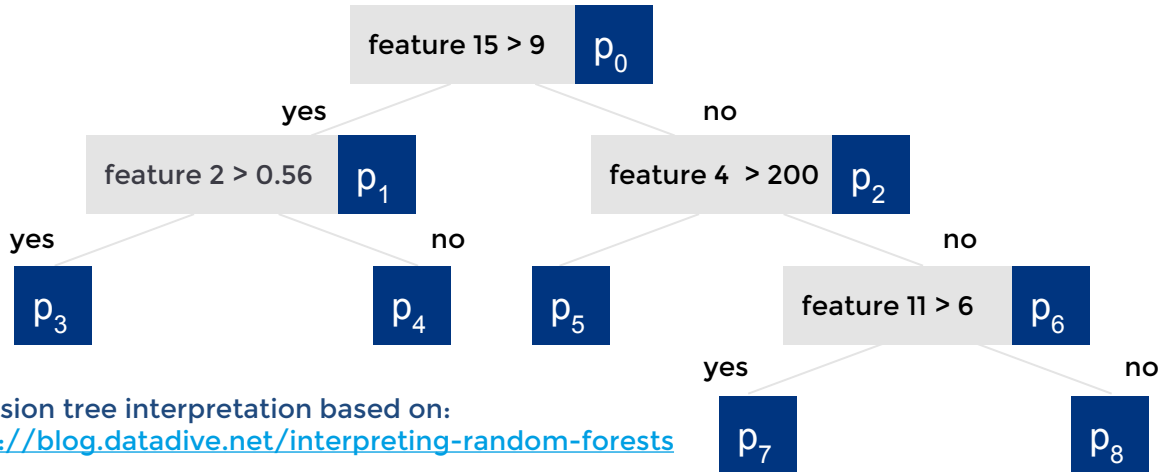 feature 15 > 9 p0
yes no
feature 2 > 0.56 p1 feature 4 > 200 p2
yes no no
p3 p4 p5 feature 11 > 6 p6
yes no
sion tree interpretation based on:
://blog.datadive.net/interpreting-random-forests
p7 p8